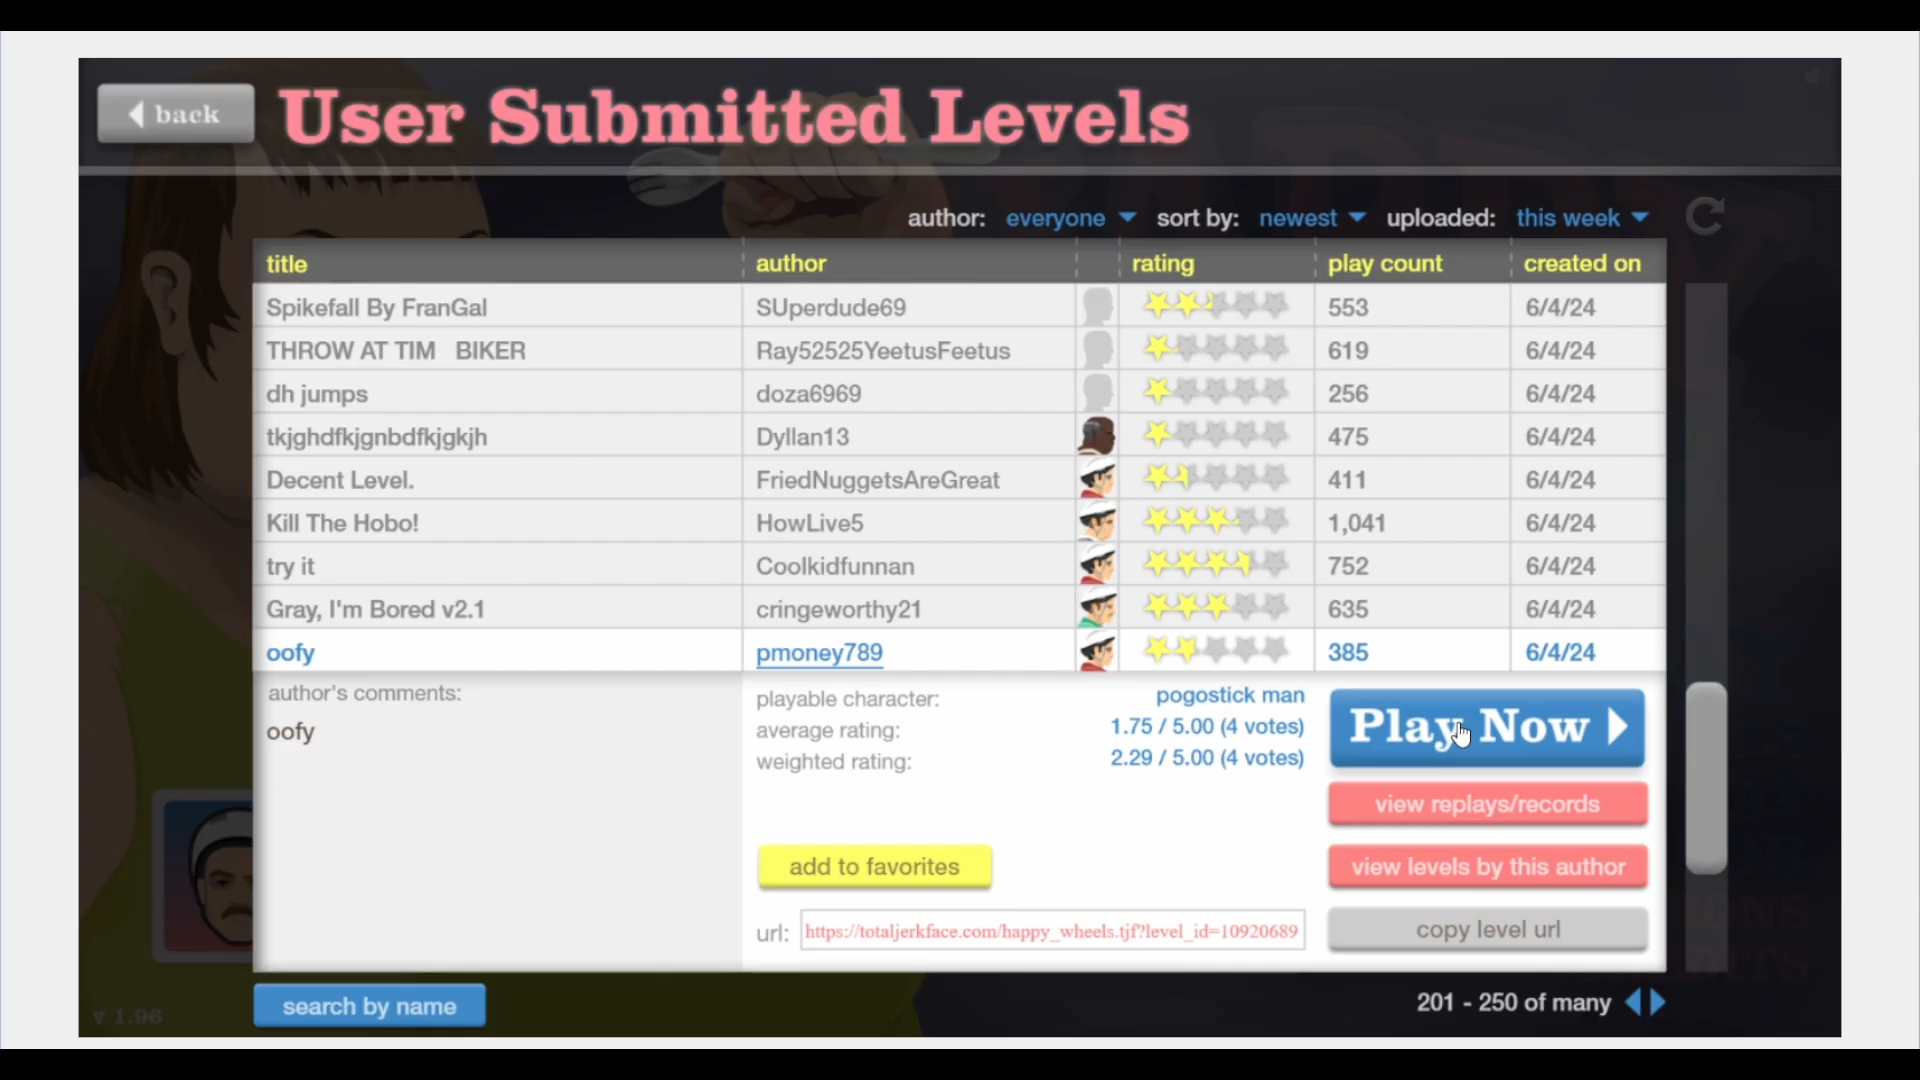 back
User Submitted Levels
author: everyone sort by: newest uploaded: this week
title author rating play count created on
Spikefall By FranGal SUperdude69 553 6/4/24
THROW AT TIM BIKER Ray52525YeetusFeetus 619 6/4/24
dh jumps doza6969 256 6/4/24
tkjghdfkjgnbdfkjgkjh Dyllan13 475 6/4/24
Decent Level. FriedNuggetsAreGreat 411 6/4/24
Kill The Hobo! HowLive5 1,041 6/4/24
try it Coolkidfunnan 752 6/4/24
Gray, I'm Bored v2.1 cringeworthy21 635 6/4/24
oofy pmoney789 385 6/4/24
author's comments:
oofy
playable character: pogostick man
average rating: 1.75 / 5.00 (4 votes)
weighted rating: 2.29 / 5.00 (4 votes)
Play Now
view replays/records
add to favorites
view levels by this author
url: https://totaljerkface.com/happy_wheels.tjf?level_id=10920689
copy level url
v 1.96
search by name
201 - 250 of many